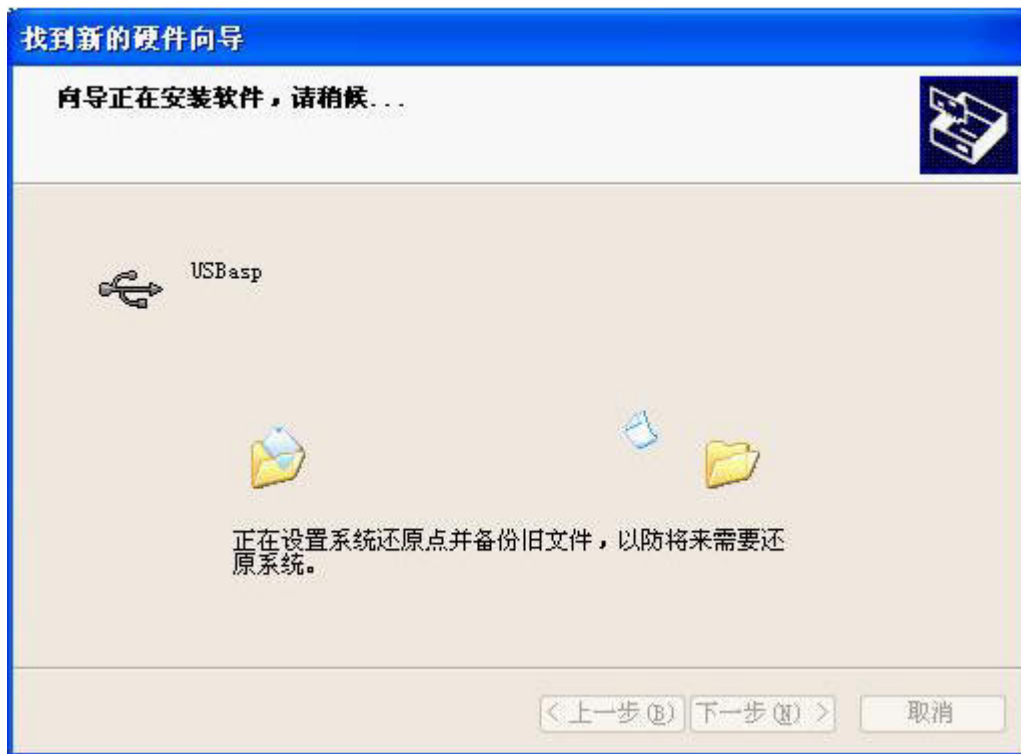 找到新的硬件向导
向导正在安装软件，请稍候...
USBasp
正在设置系统还原点并备份旧文件，以防将来需要还
原系统。
< 上一步(B) 下一步(N) > 取消